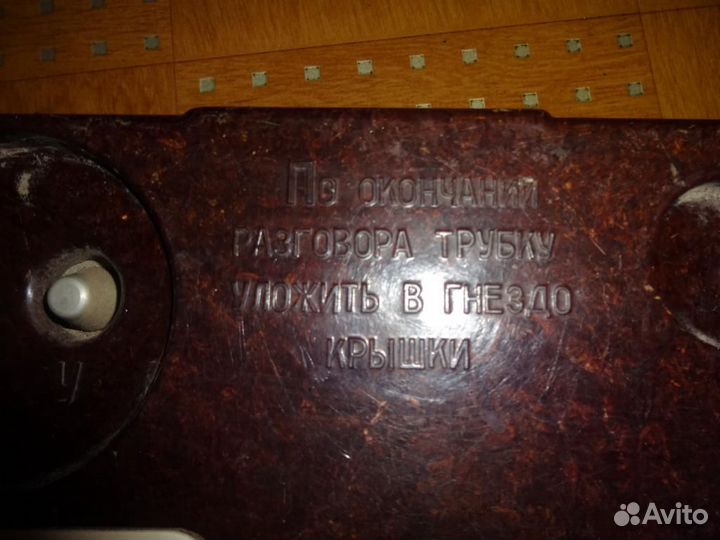 По окончании
РАЗГОВОРА ТРУБКУ
УЛОЖИТЬ В ГНЕЗДО
КРЫШКИ
У
Avito